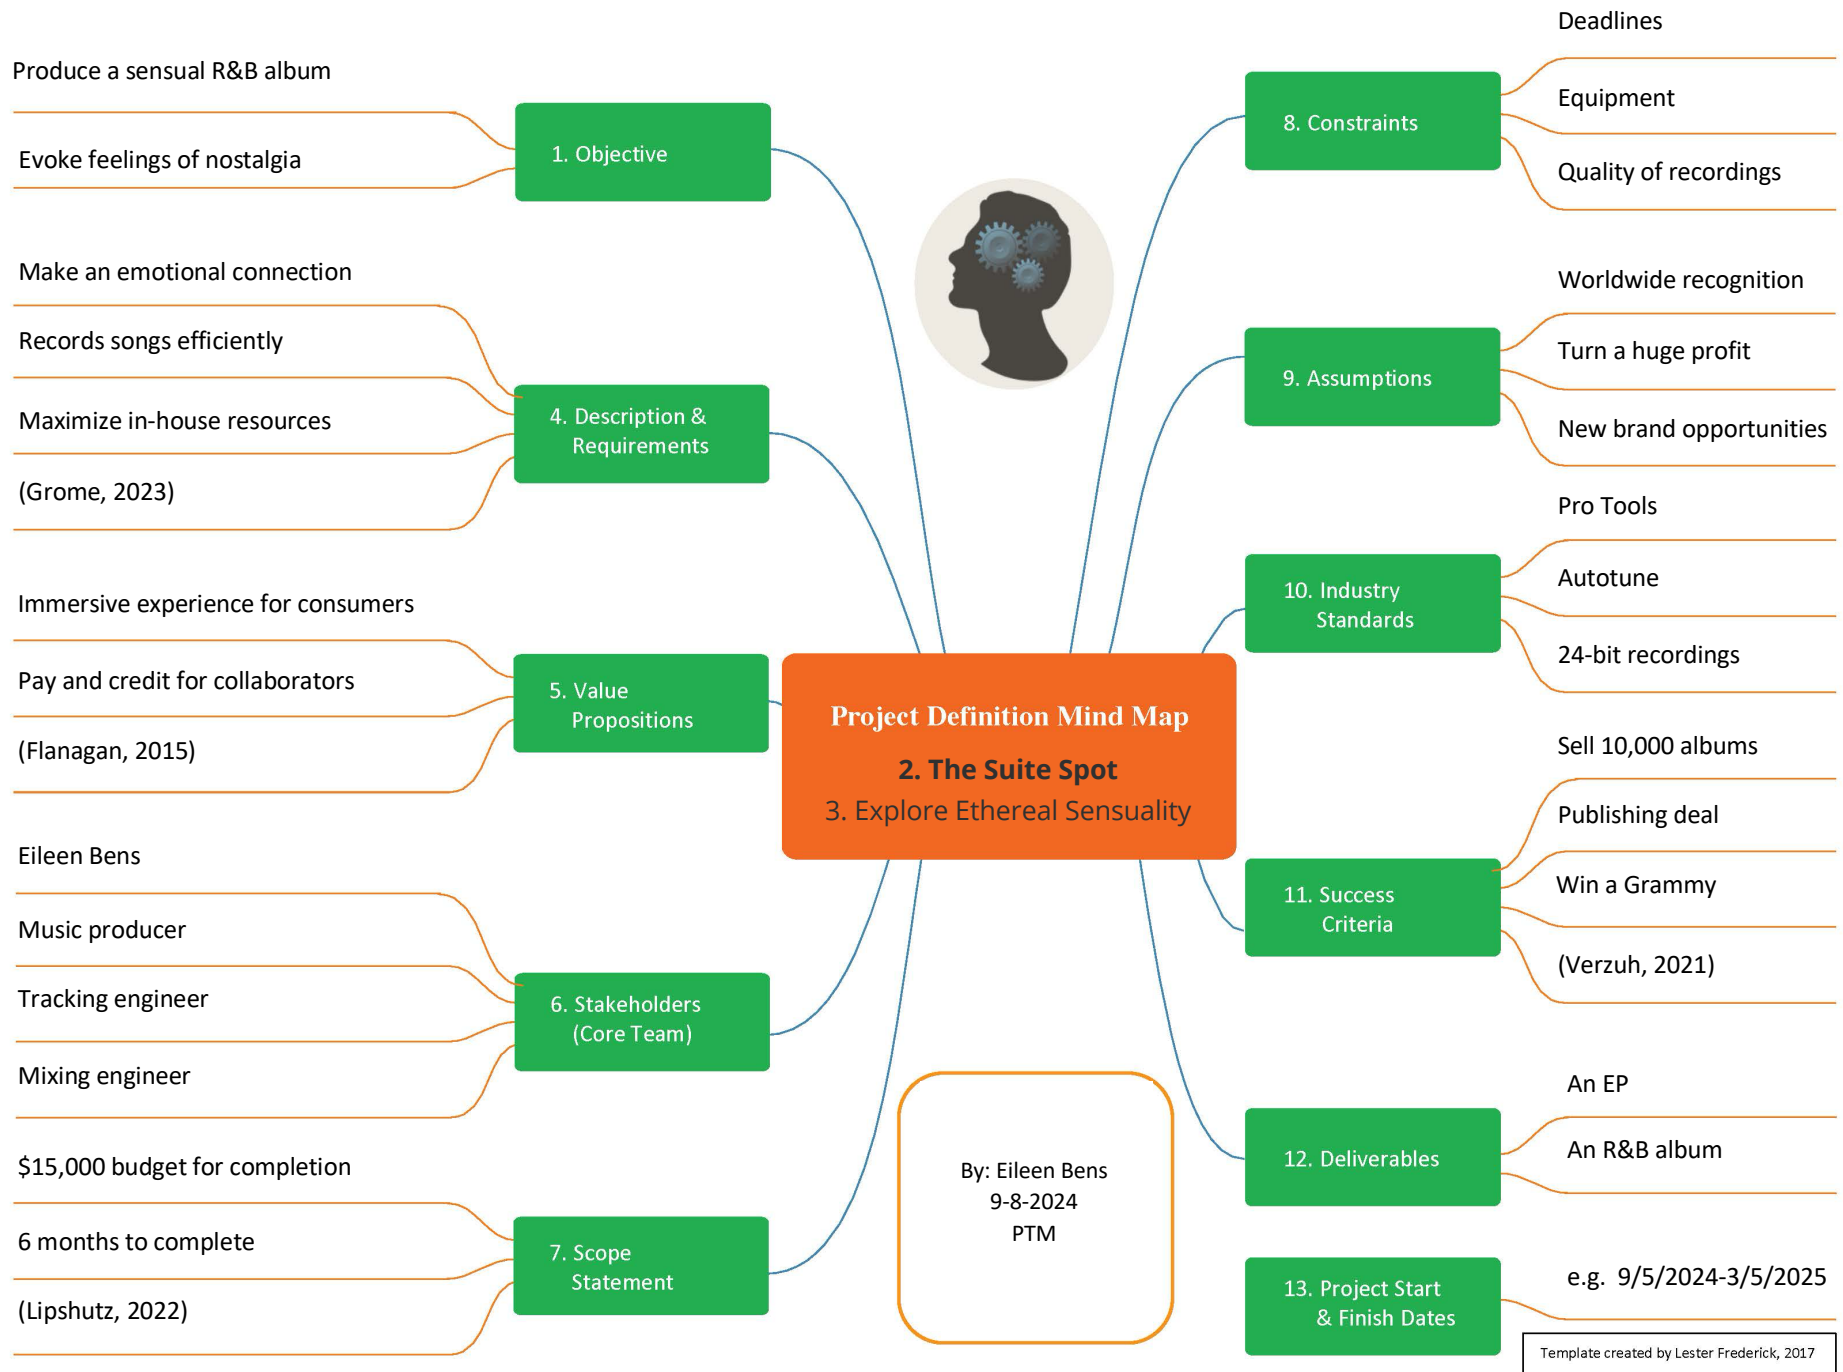 Produce a sensual R&B album
Evoke feelings of nostalgia
1. Objective
Make an emotional connection
Records songs efficiently
Maximize in-house resources
(Grome, 2023)
4. Description &
Requirements
Immersive experience for consumers
Pay and credit for collaborators
(Flanagan, 2015)
5. Value
Propositions
Eileen Bens
Music producer
Tracking engineer
Mixing engineer
6. Stakeholders
(Core Team)
$15,000 budget for completion
6 months to complete
(Lipshutz, 2022)
7. Scope
Statement
Project Definition Mind Map
2. The Suite Spot
3. Explore Ethereal Sensuality
By: Eileen Bens
9-8-2024
PTM
8. Constraints
Deadlines
Equipment
Quality of recordings
9. Assumptions
Worldwide recognition
Turn a huge profit
New brand opportunities
10. Industry
Standards
Pro Tools
Autotune
24-bit recordings
11. Success
Criteria
Sell 10,000 albums
Publishing deal
Win a Grammy
(Verzuh, 2021)
12. Deliverables
An EP
An R&B album
13. Project Start
& Finish Dates
e.g. 9/5/2024-3/5/2025
Template created by Lester Frederick, 2017